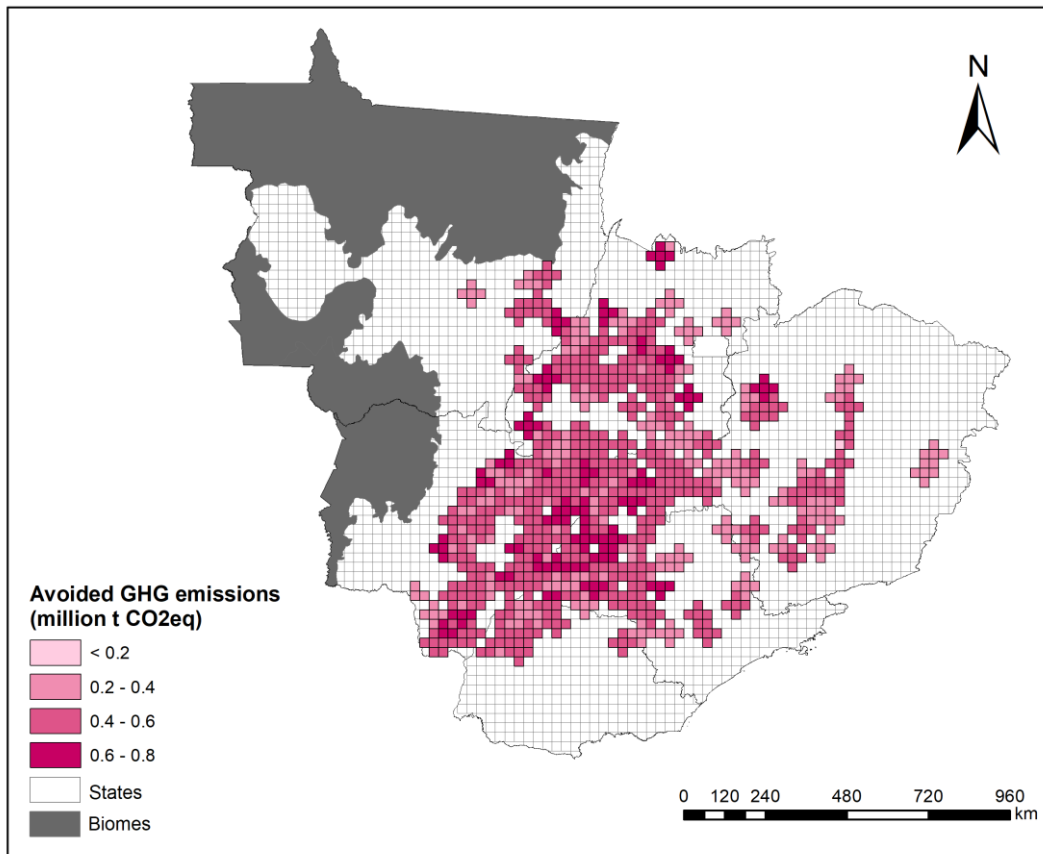 N
Avoided GHG emissions
(million t CO2eq)
< 0.2
0.2 - 0.4
0.4 - 0.6
0.6 - 0.8
States
Biomes
0 120 240 480 720 960
km